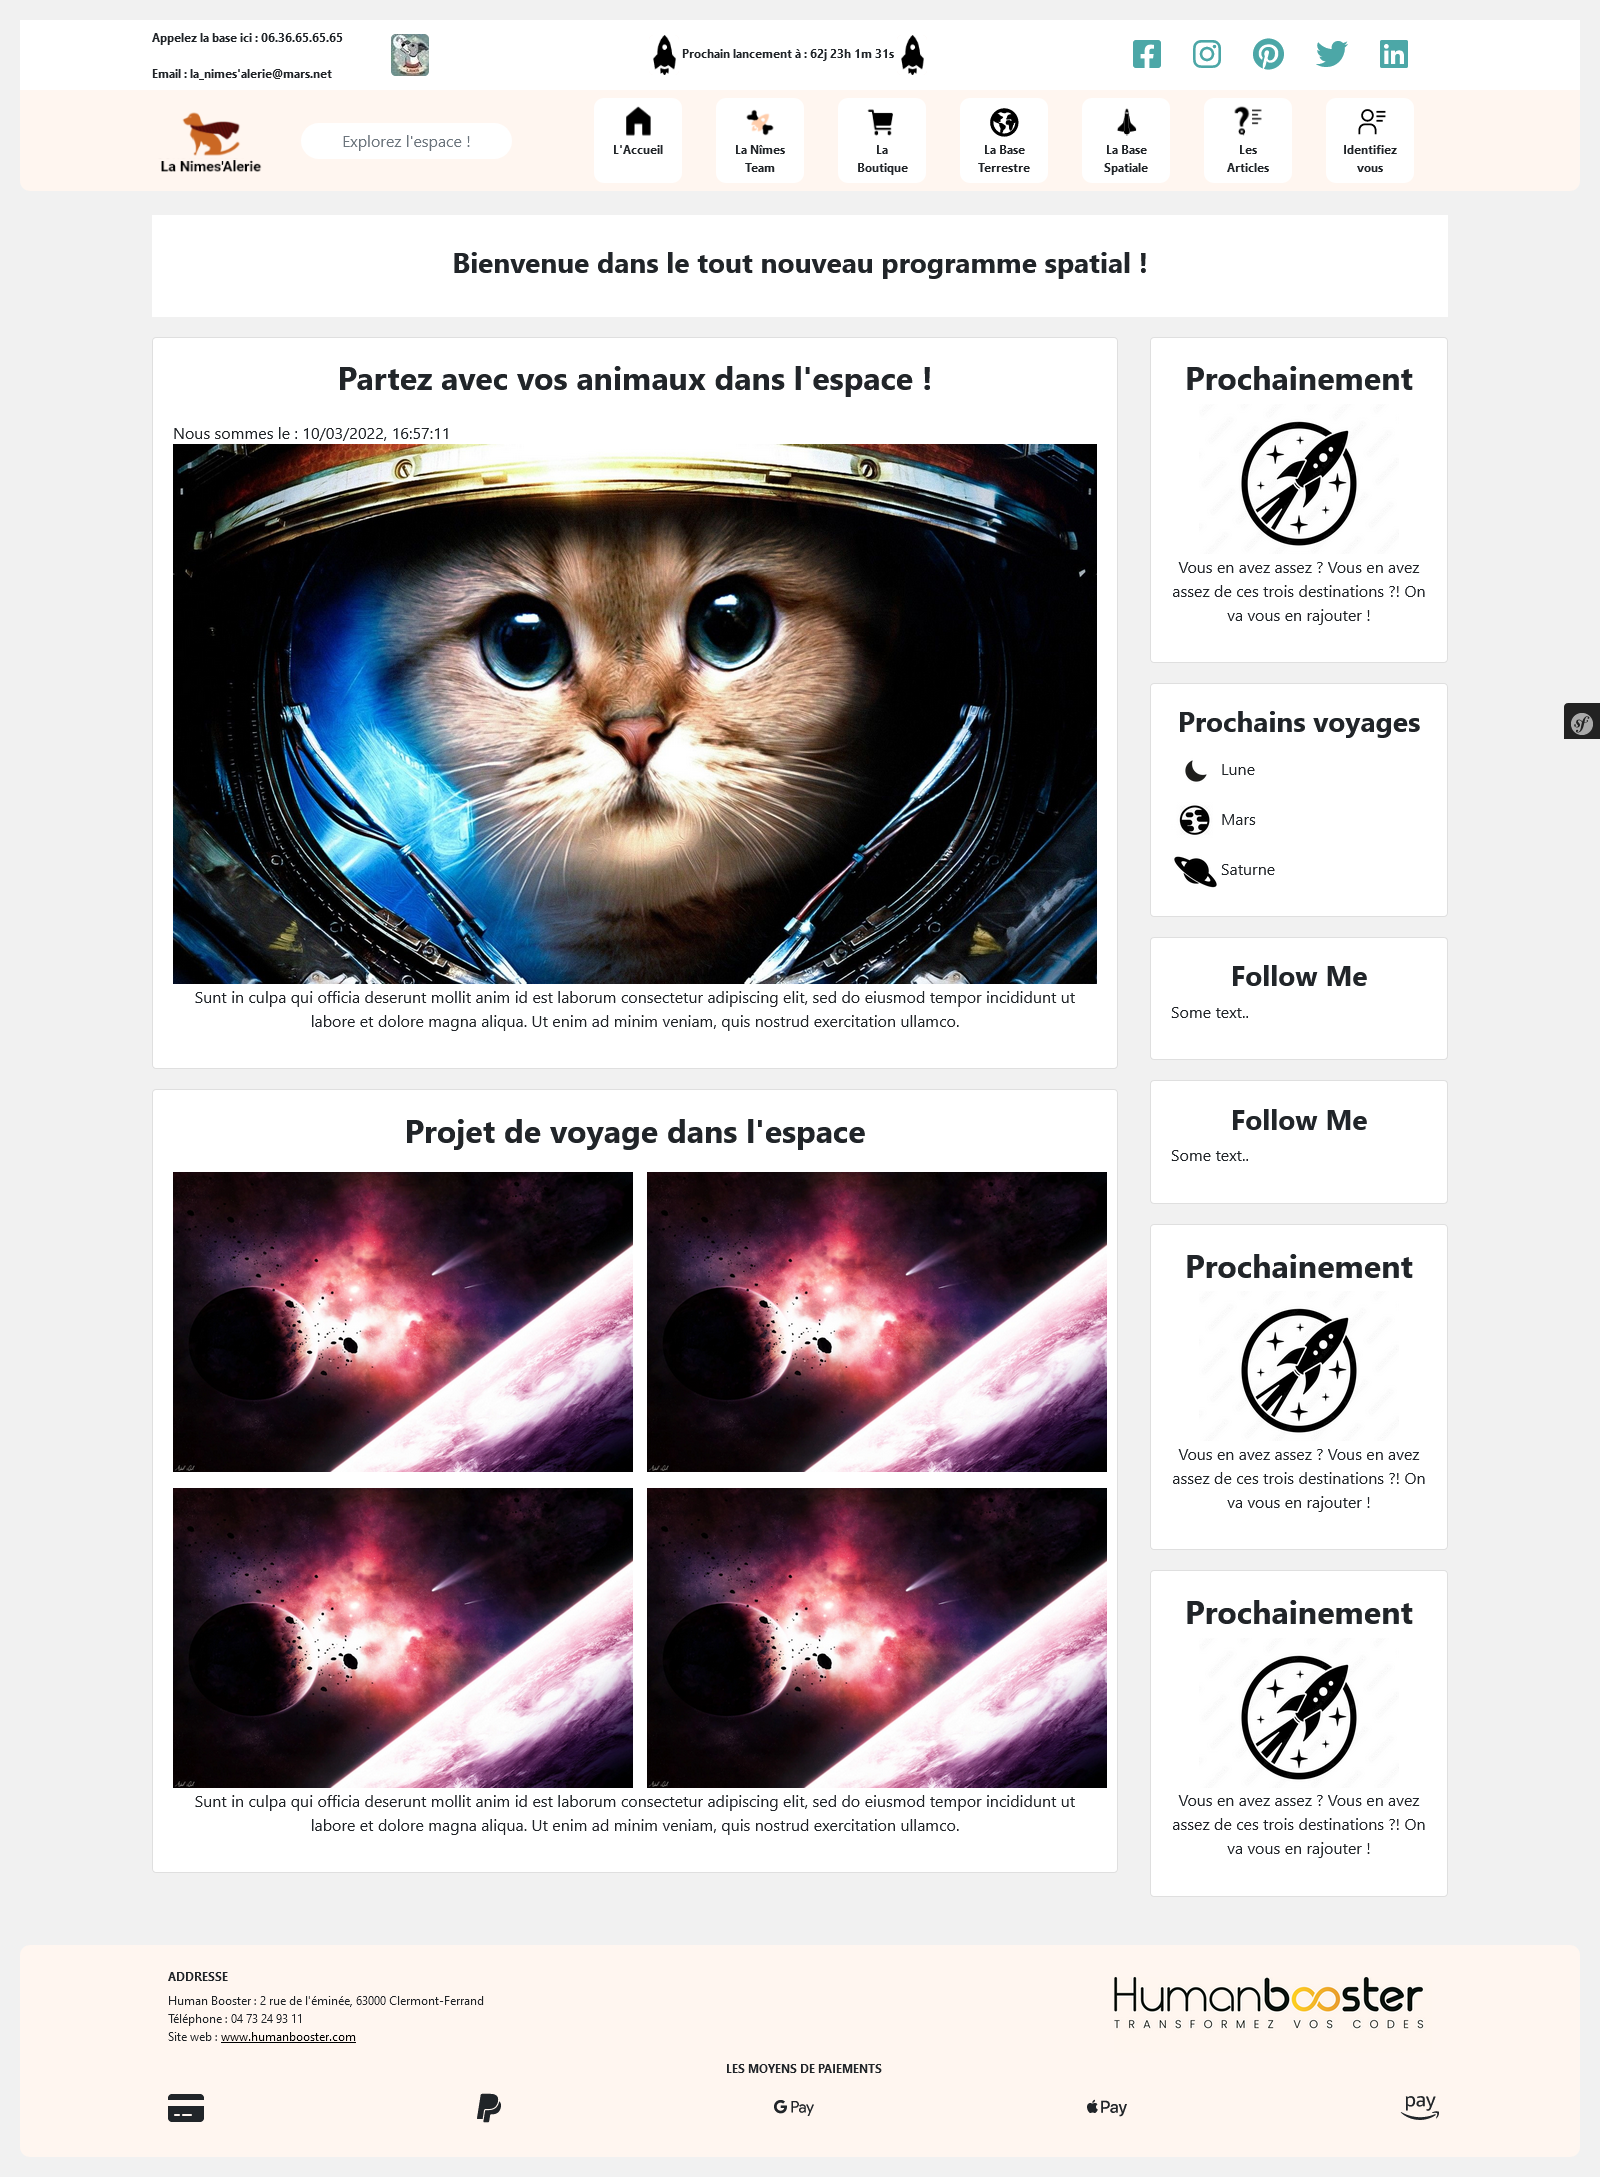 Appelez la base ici : 06.36.65.65.65
Email : la_nimes'alerie@mars.net
Prochain lancement à : 62j 23h 1m 31s
La Nimes'Alerie
Explorez l'espace !
L'Accueil
La Nîmes
Team
La
Boutique
La Base
Terrestre
La Base
Spatiale
Les
Articles
Identifiez
vous
Bienvenue dans le tout nouveau programme spatial !
Partez avec vos animaux dans l'espace !
Nous sommes le : 10/03/2022, 16:57:11
Sunt in culpa qui officia deserunt mollit anim id est laborum consectetur adipiscing elit, sed do eiusmod tempor incididunt ut
labore et dolore magna aliqua. Ut enim ad minim veniam, quis nostrud exercitation ullamco.
Projet de voyage dans l'espace
Sunt in culpa qui officia deserunt mollit anim id est laborum consectetur adipiscing elit, sed do eiusmod tempor incididunt ut
labore et dolore magna aliqua. Ut enim ad minim veniam, quis nostrud exercitation ullamco.
Prochainement
Vous en avez assez ? Vous en avez
assez de ces trois destinations ?! On
va vous en rajouter !
Prochains voyages
Lune
Mars
Saturne
Follow Me
Some text..
Follow Me
Some text..
Prochainement
Vous en avez assez ? Vous en avez
assez de ces trois destinations ?! On
va vous en rajouter !
Prochainement
Vous en avez assez ? Vous en avez
assez de ces trois destinations ?! On
va vous en rajouter !
sf
ADDRESSE
Human Booster : 2 rue de l'éminée, 63000 Clermont-Ferrand
Téléphone : 04 73 24 93 11
Site web : www.humanbooster.com
Humanbooster
TRANSFORMEZ VOS CODES
LES MOYENS DE PAIEMENTS
G Pay
Pay
pay